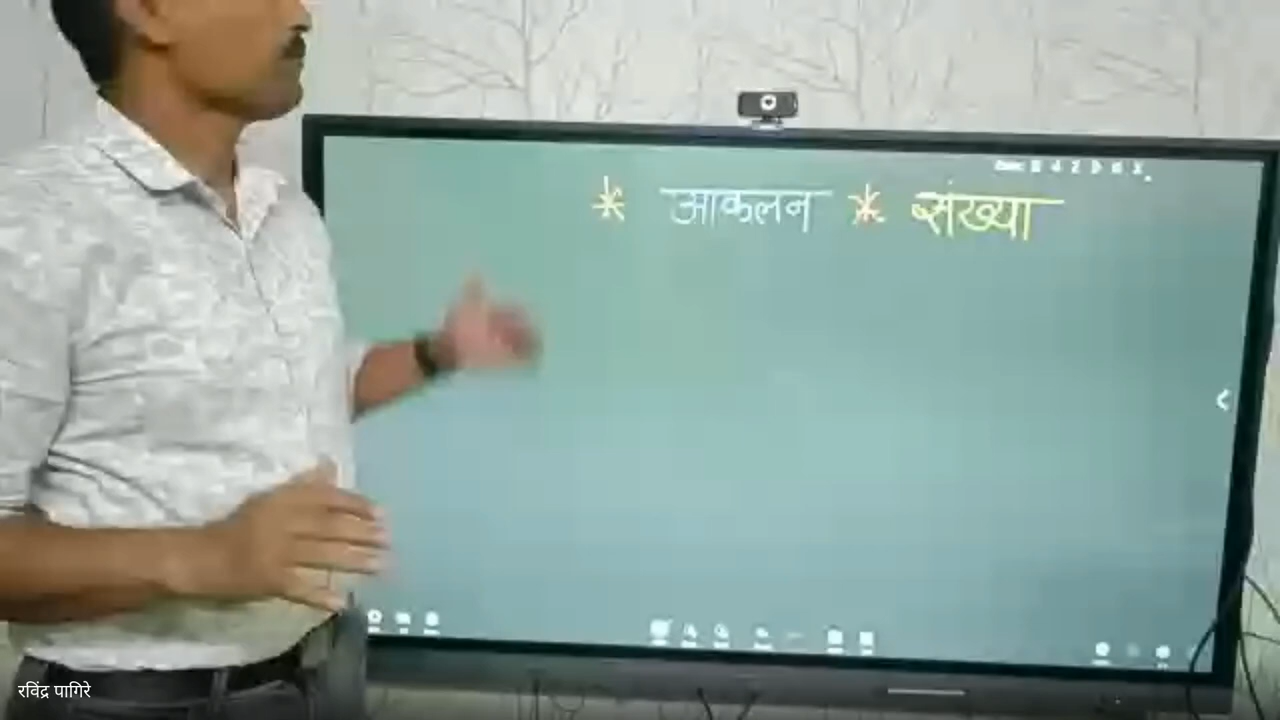 * आकलन * संख्या
रविंद्र पागिरे